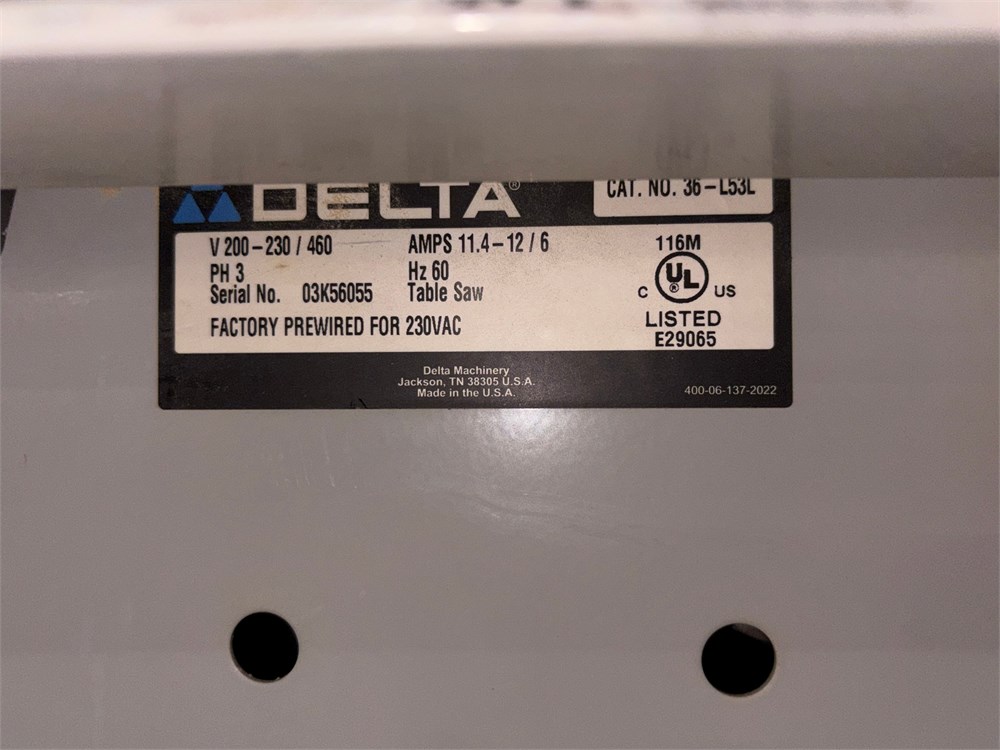 DELTA®
CAT. NO. 36-L53L
V 200-230 / 460 AMPS 11.4-12 / 6
PH 3 Hz 60
Serial No. 03K56055 Table Saw
FACTORY PREWIRED FOR 230VAC
116M
C UL® US
LISTED
E29065
Delta Machinery
Jackson, TN 38305 U.S.A.
Made in the U.S.A.
400-06-137-2022